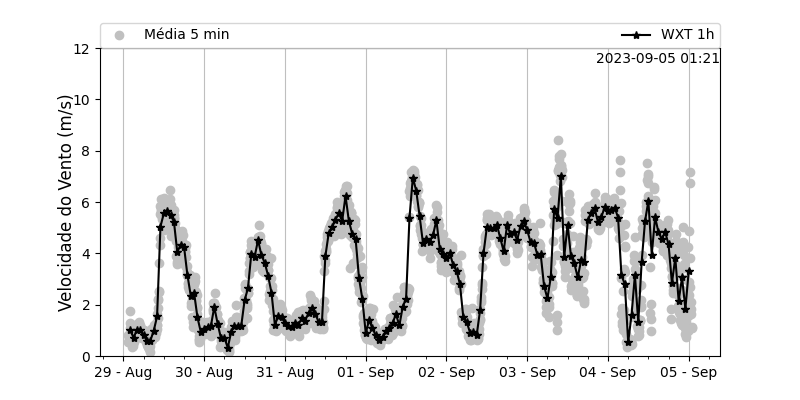 Média 5 min
WXT 1h
2023-09-05 01:21
Velocidade do Vento (m/s)
12
10
8
6
4
2
0
29 - Aug
30 - Aug
31 - Aug
01 - Sep
02 - Sep
03 - Sep
04 - Sep
05 - Sep